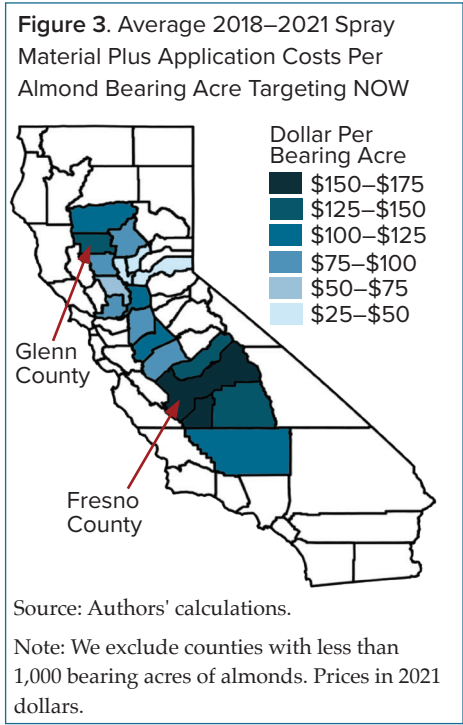 Figure 3. Average 2018–2021 Spray
Material Plus Application Costs Per
Almond Bearing Acre Targeting NOW
Dollar Per
Bearing Acre
$150–$175
$125–$150
$100–$125
$75–$100
$50–$75
$25–$50
Glenn
County
Fresno
County
Source: Authors' calculations.
Note: We exclude counties with less than
1,000 bearing acres of almonds. Prices in 2021
dollars.